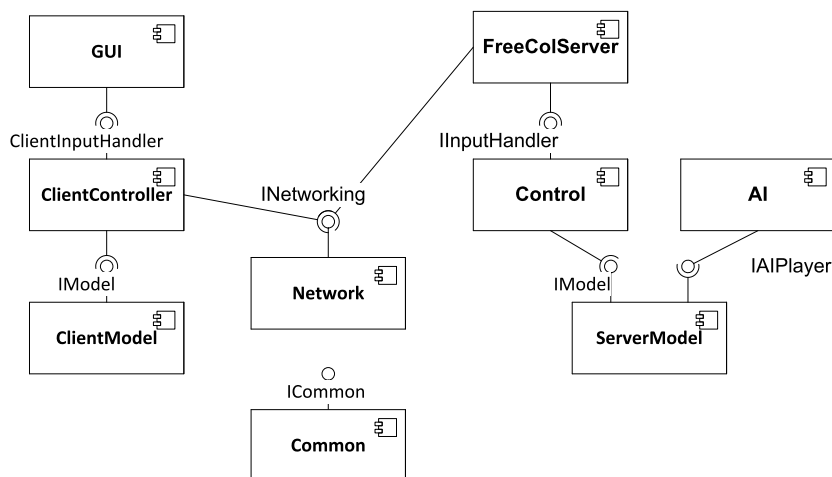 GUI
FreeColServer
ClientInputHandler
IInputHandler
ClientController
INetworking
Control
AI
IModel
Network
IModel
IAIPlayer
ClientModel
ServerModel
ICommon
Common